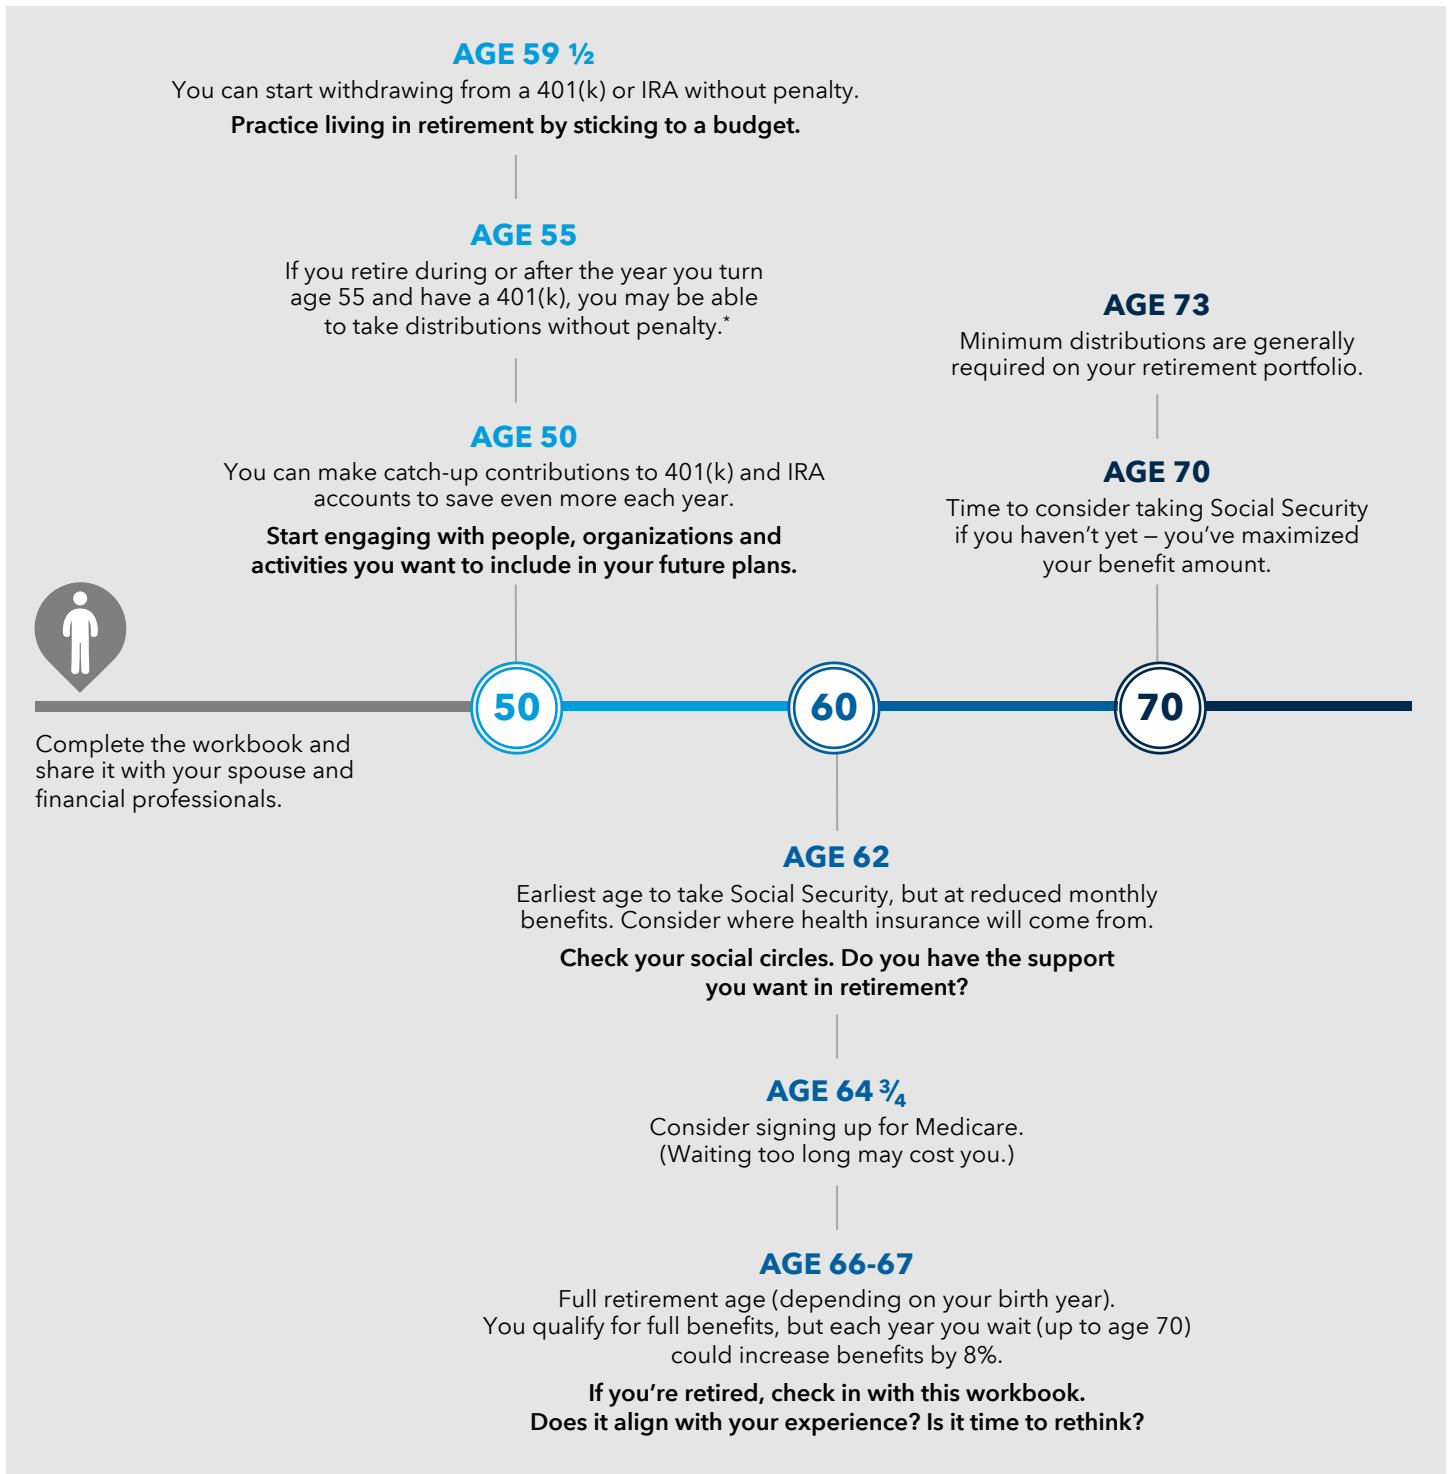 AGE 59 ½
You can start withdrawing from a 401(k) or IRA without penalty.
Practice living in retirement by sticking to a budget.
AGE 55
If you retire during or after the year you turn
age 55 and have a 401(k), you may be able
to take distributions without penalty.*
AGE 50
You can make catch-up contributions to 401(k) and IRA
accounts to save even more each year.
Start engaging with people, organizations and
activities you want to include in your future plans.
AGE 73
Minimum distributions are generally
required on your retirement portfolio.
AGE 70
Time to consider taking Social Security
if you haven’t yet – you’ve maximized
your benefit amount.
50
60
70
Complete the workbook and
share it with your spouse and
financial professionals.
AGE 62
Earliest age to take Social Security, but at reduced monthly
benefits. Consider where health insurance will come from.
Check your social circles. Do you have the support
you want in retirement?
AGE 64 ¾
Consider signing up for Medicare.
(Waiting too long may cost you.)
AGE 66-67
Full retirement age (depending on your birth year).
You qualify for full benefits, but each year you wait (up to age 70)
could increase benefits by 8%.
If you’re retired, check in with this workbook.
Does it align with your experience? Is it time to rethink?